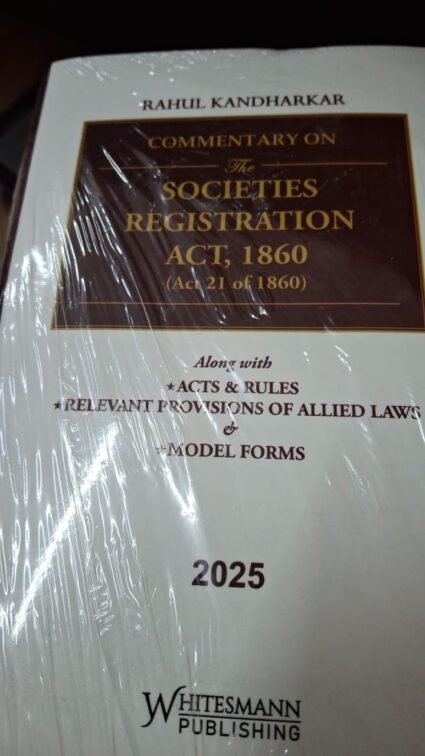 RAHUL KANDHARKAR
COMMENTARY ON
The
SOCIETIES
REGISTRATION
ACT, 1860
(Act 21 of 1860)
Along with
★ACTS & RULES
★RELEVANT PROVISIONS OF ALLIED LAWS
&
★MODEL FORMS
2025
WHITESMANN
PUBLISHING